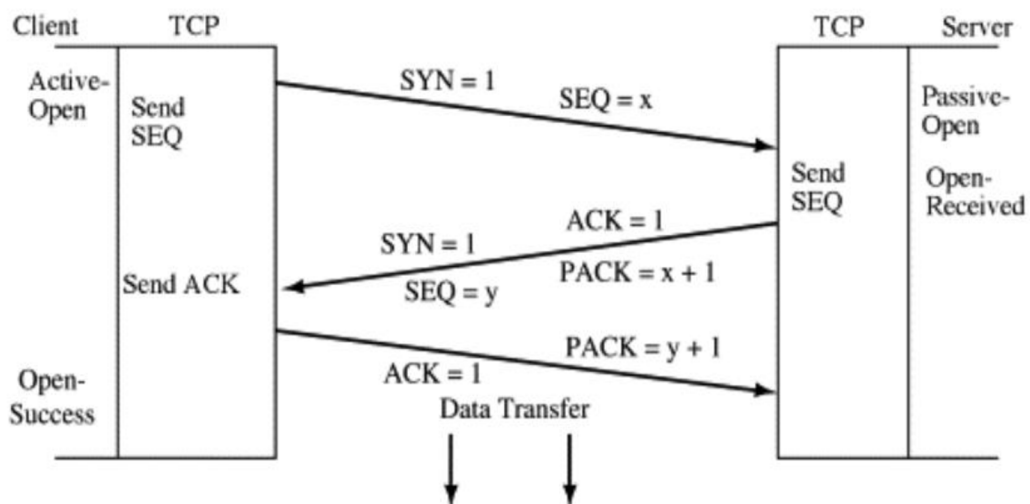 Client
TCP
TCP
Server
Active-
Open
Send
SEQ
SYN = 1
SEQ = x
Passive-
Open
Send
SEQ
Open-
Received
ACK = 1
SYN = 1
PACK = x + 1
SEQ = y
Send ACK
PACK = y + 1
ACK = 1
Open-
Success
Data Transfer